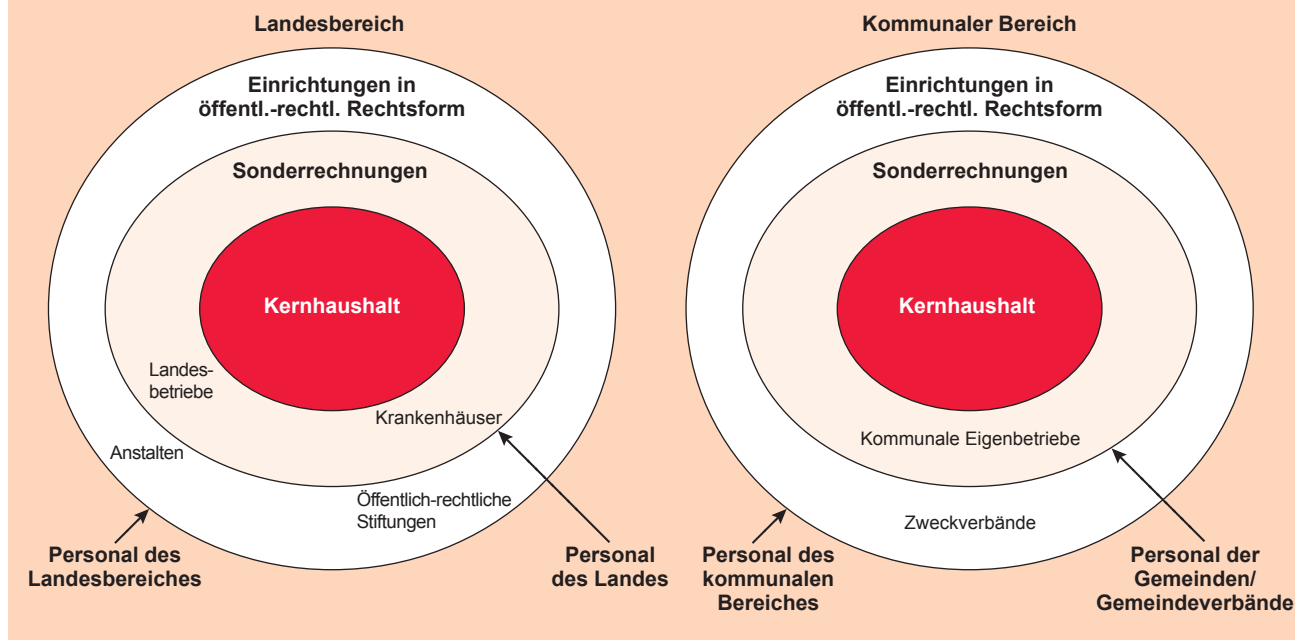 Landesbereich
Einrichtungen in
öffentl.-rechtl. Rechtsform
Sonderrechnungen
Kernhaushalt
Landes-
betriebe
Krankenhäuser
Anstalten
Öffentlich-rechtliche
Stiftungen
Personal des
Landesbereiches
Personal
des Landes
Kommunaler Bereich
Einrichtungen in
öffentl.-rechtl. Rechtsform
Sonderrechnungen
Kernhaushalt
Kommunale Eigenbetriebe
Zweckverbände
Personal des
kommunalen
Bereiches
Personal der
Gemeinden/
Gemeindeverbände